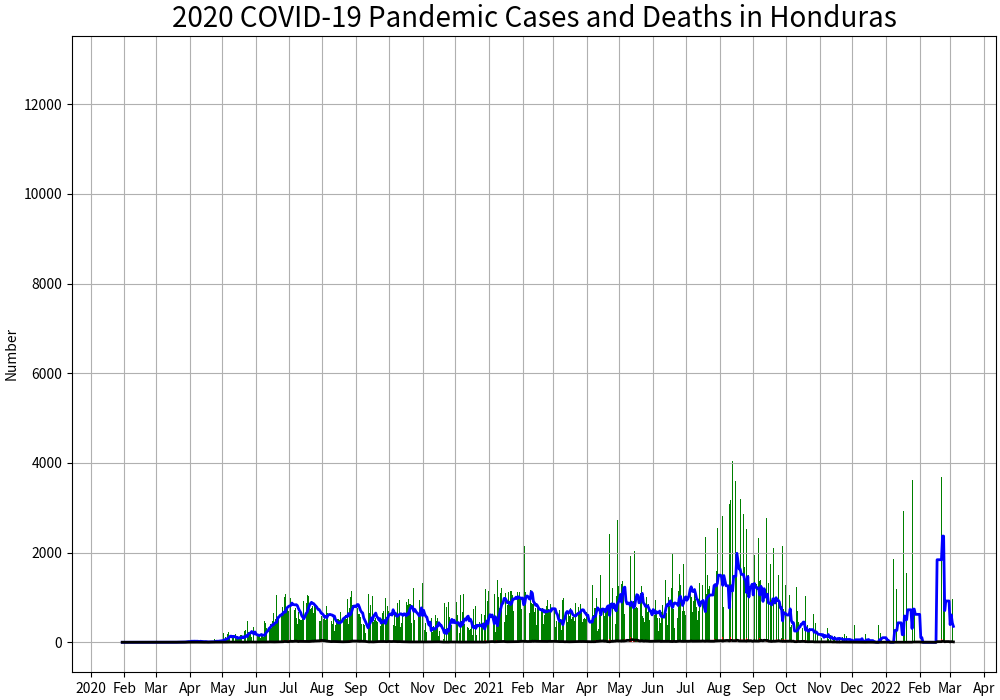 2020 COVID-19 Pandemic Cases and Deaths in Honduras
Number
12000
10000
8000
6000
4000
2000
0
2020 Feb Mar Apr May Jun Jul Aug Sep Oct Nov Dec 2021 Feb Mar Apr May Jun Jul Aug Sep Oct Nov Dec 2022 Feb Mar Apr